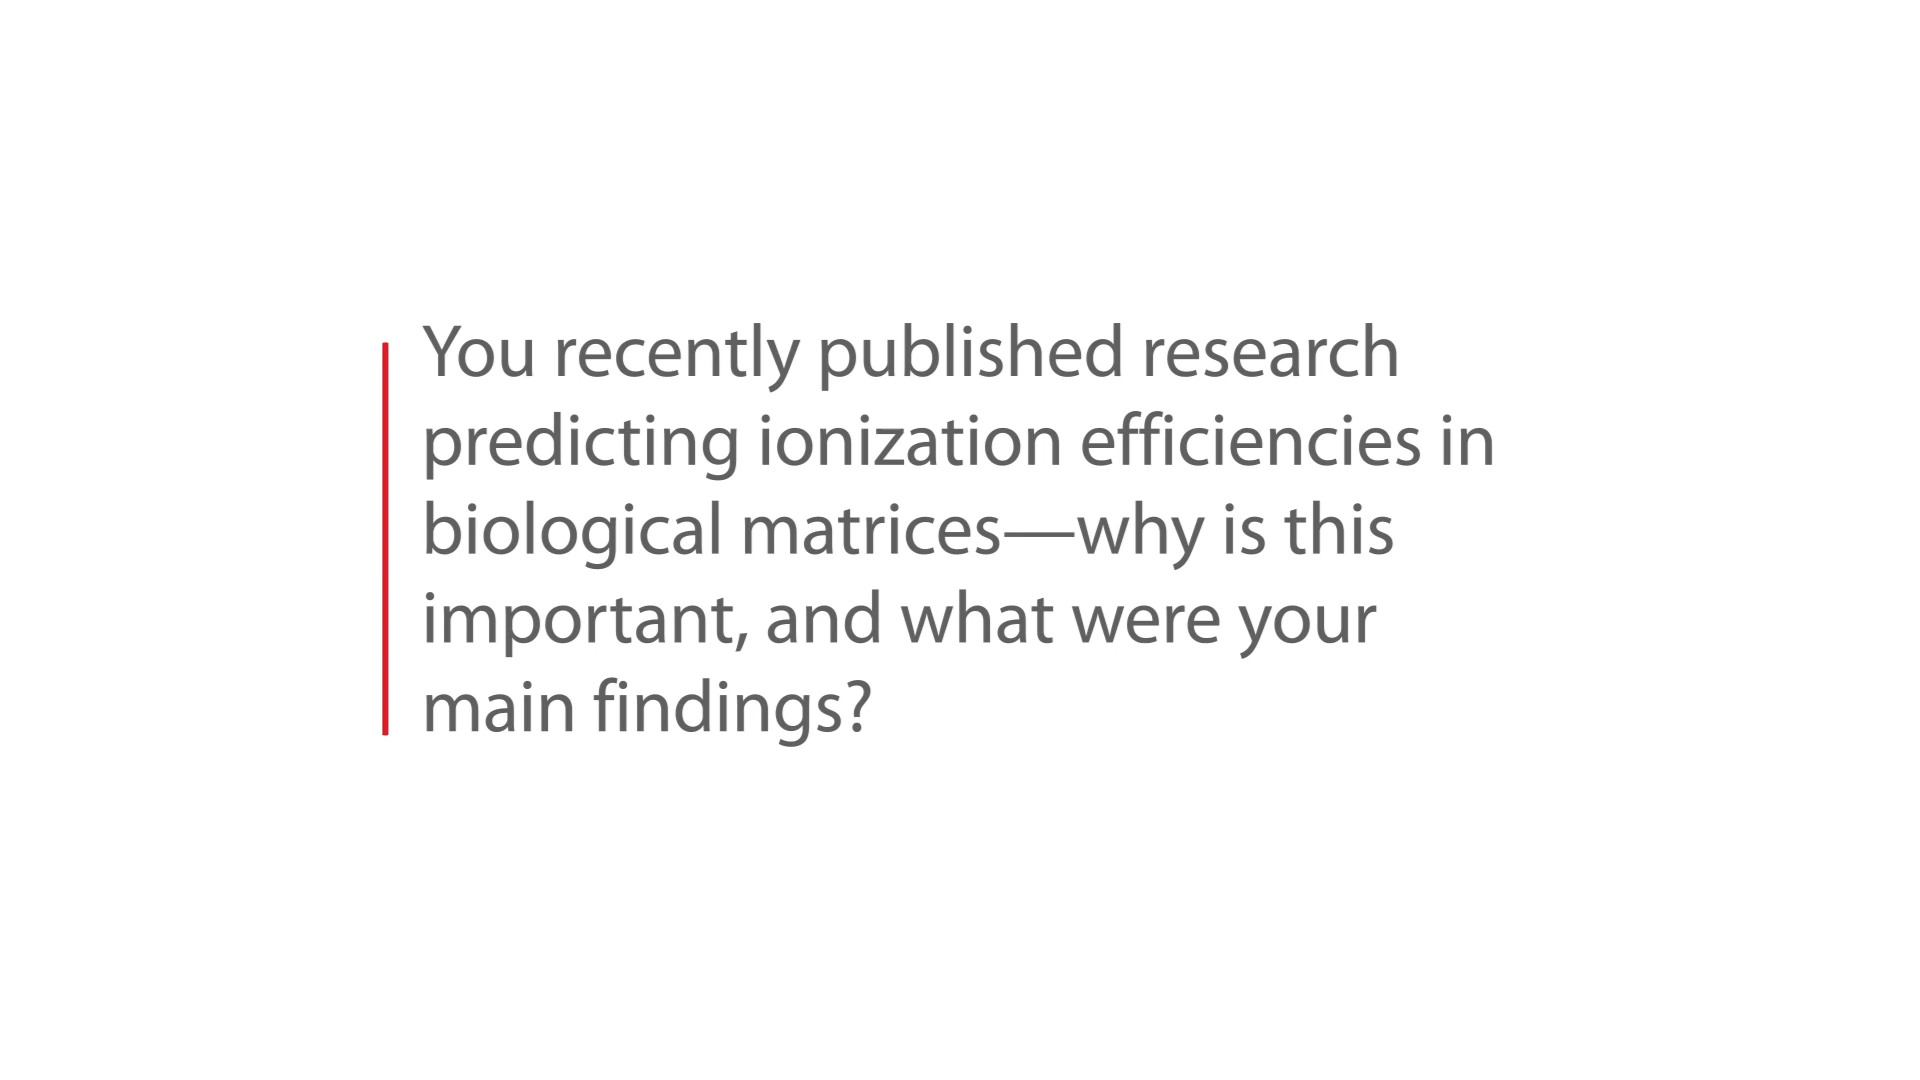 You recently published research
predicting ionization efficiencies in
biological matrices—why is this
important, and what were your
main findings?